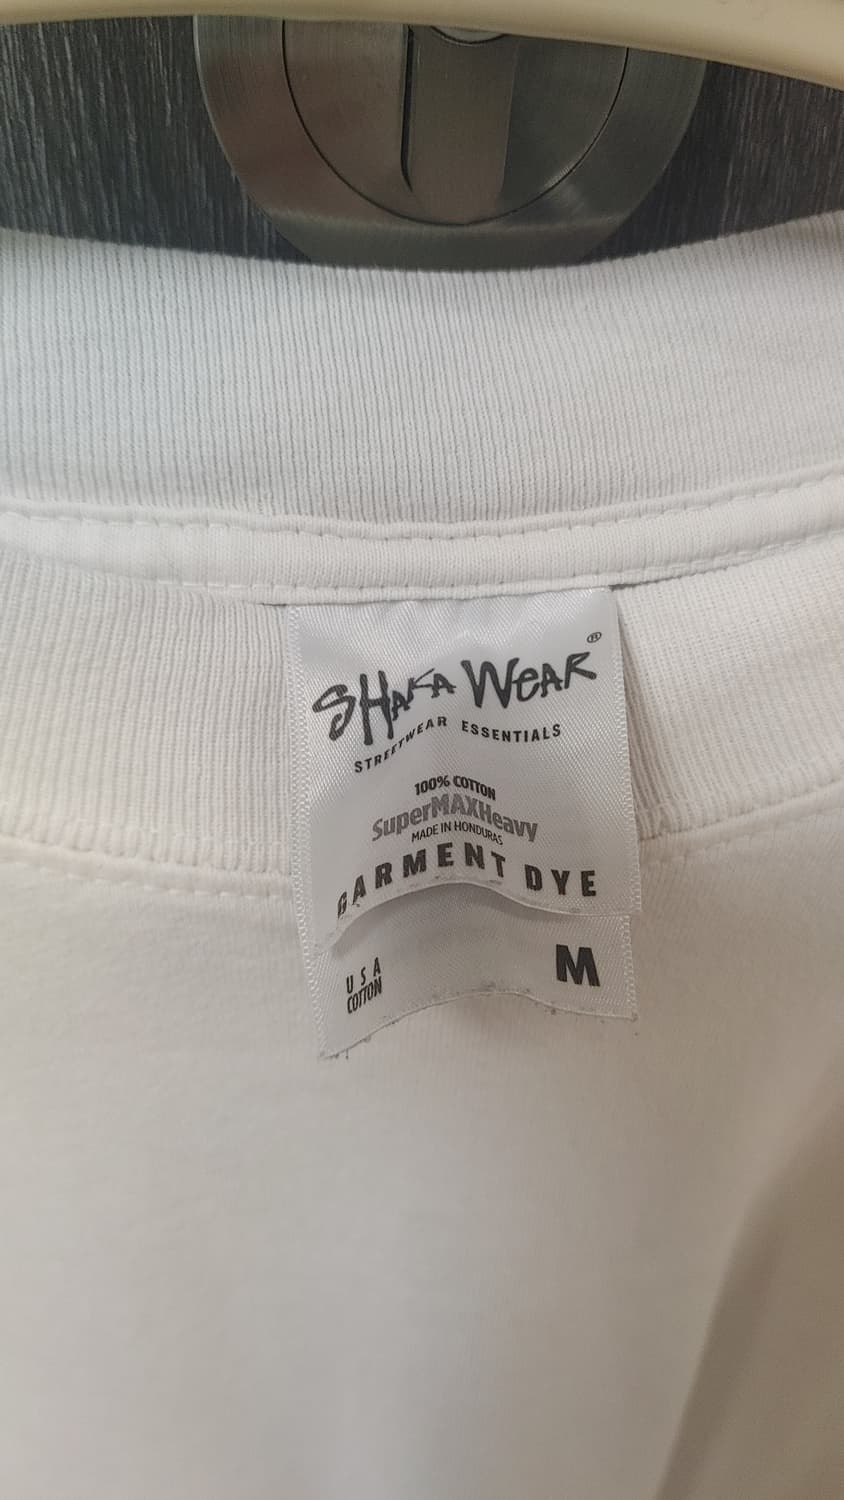 SHAKA WEAR®
STREETWEAR ESSENTIALS
100% COTTON
SuperMAXHeavy
MADE IN HONDURAS
GARMENT DYE
USA
COTTON
M